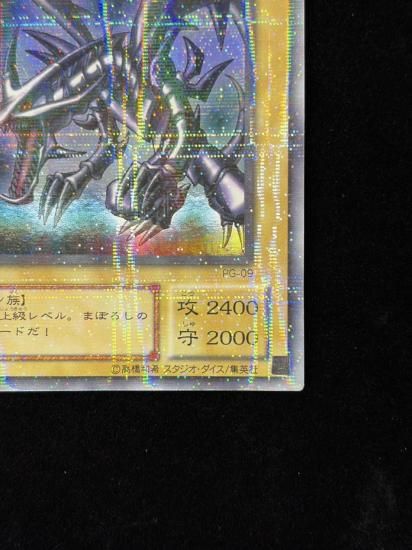 PG-09
ン族】
上級レベル。まぼろしの
ードだ!
攻 2400
守 2000
©高橋和希 スタジオ・ダイス/集英社